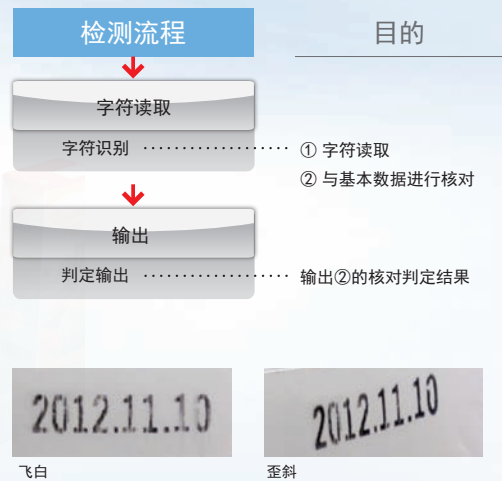 检测流程 目的
字符读取
字符识别 ·················· ① 字符读取
② 与基本数据进行核对
输出
判定输出 ·················· 输出②的核对判定结果
2012.11.10 2012.11.10
飞白 歪斜